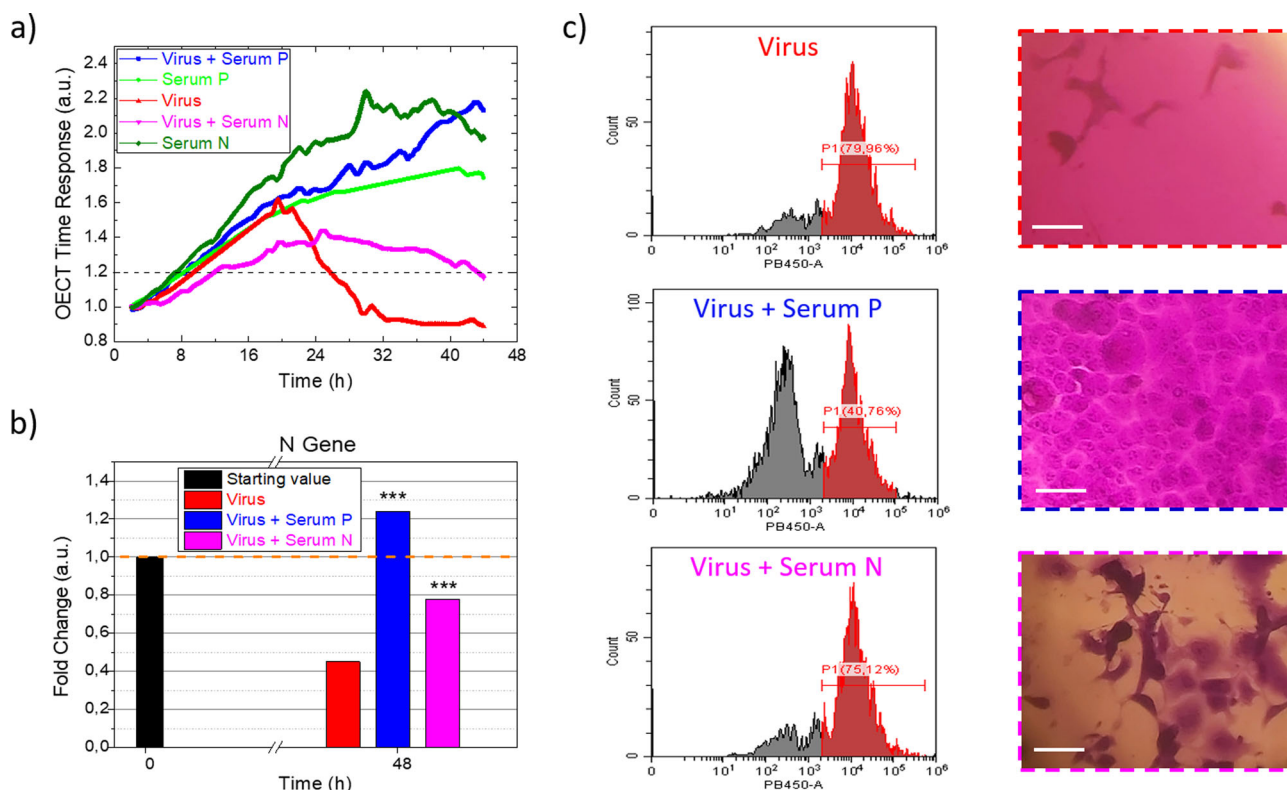 a)
OECT Time Response (a.u.)
2.4
2.2
2.0
1.8
1.6
1.4
1.2
1.0
0.8
Virus + Serum P
Serum P
Virus
Virus + Serum N
Serum N
0 8 16 24 32 40 48
Time (h)
b)
N Gene
Fold Change (a.u.)
1,4
1,2
1,0
0,8
0,6
0,4
0,2
0,0
Starting value
Virus
Virus + Serum P
Virus + Serum N
***
***
0 48
Time (h)
c)
Virus
Count
50
0
P1(79,96%)
0 10¹ 10² 10³ 10⁴ 10⁵ 10⁶
PB450-A
Virus + Serum P
Count
100
50
0
P1(40,76%)
0 10¹ 10² 10³ 10⁴ 10⁵ 10⁶
PB450-A
Virus + Serum N
Count
50
0
P1(75,12%)
0 10¹ 10² 10³ 10⁴ 10⁵ 10⁶
PB450-A